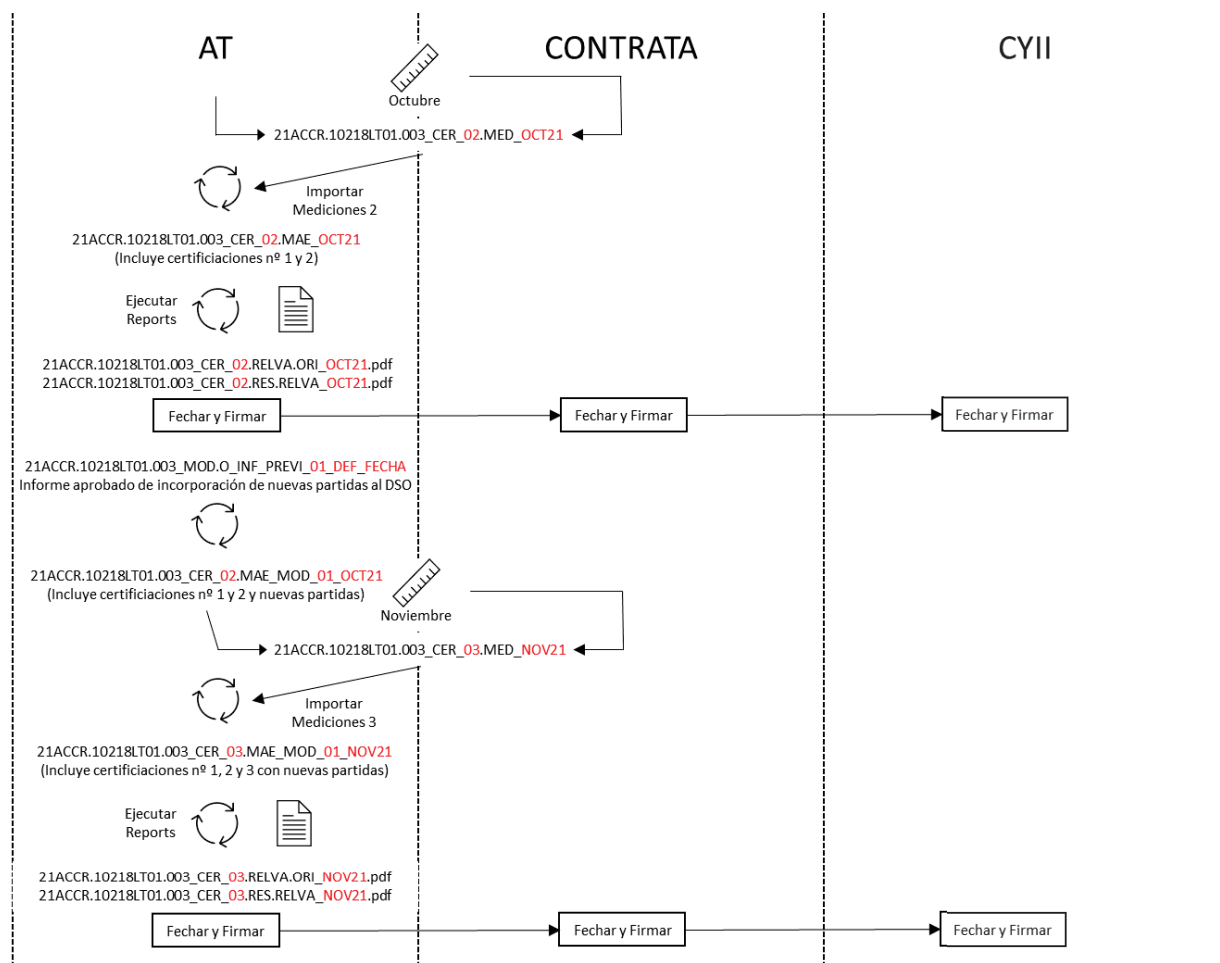 AT
CONTRATA
CYII
Octubre
21ACCR.10218LT01.003_CER_02.MED_OCT21
Importar
Mediciones 2
21ACCR.10218LT01.003_CER_02.MAE_OCT21
(Incluye certificiaciones nº 1 y 2)
Ejecutar
Reports
21ACCR.10218LT01.003_CER_02.RELVA.ORI_OCT21.pdf
21ACCR.10218LT01.003_CER_02.RES.RELVA_OCT21.pdf
Fechar y Firmar
Fechar y Firmar
Fechar y Firmar
21ACCR.10218LT01.003_MOD.O_INF_PREVI_01_DEF_FECHA
Informe aprobado de incorporación de nuevas partidas al DSO
21ACCR.10218LT01.003_CER_02.MAE_MOD_01_OCT21
(Incluye certificiaciones nº 1 y 2 y nuevas partidas)
Noviembre
21ACCR.10218LT01.003_CER_03.MED_NOV21
Importar
Mediciones 3
21ACCR.10218LT01.003_CER_03.MAE_MOD_01_NOV21
(Incluye certificiaciones nº 1, 2 y 3 con nuevas partidas)
Ejecutar
Reports
21ACCR.10218LT01.003_CER_03.RELVA.ORI_NOV21.pdf
21ACCR.10218LT01.003_CER_03.RES.RELVA_NOV21.pdf
Fechar y Firmar
Fechar y Firmar
Fechar y Firmar